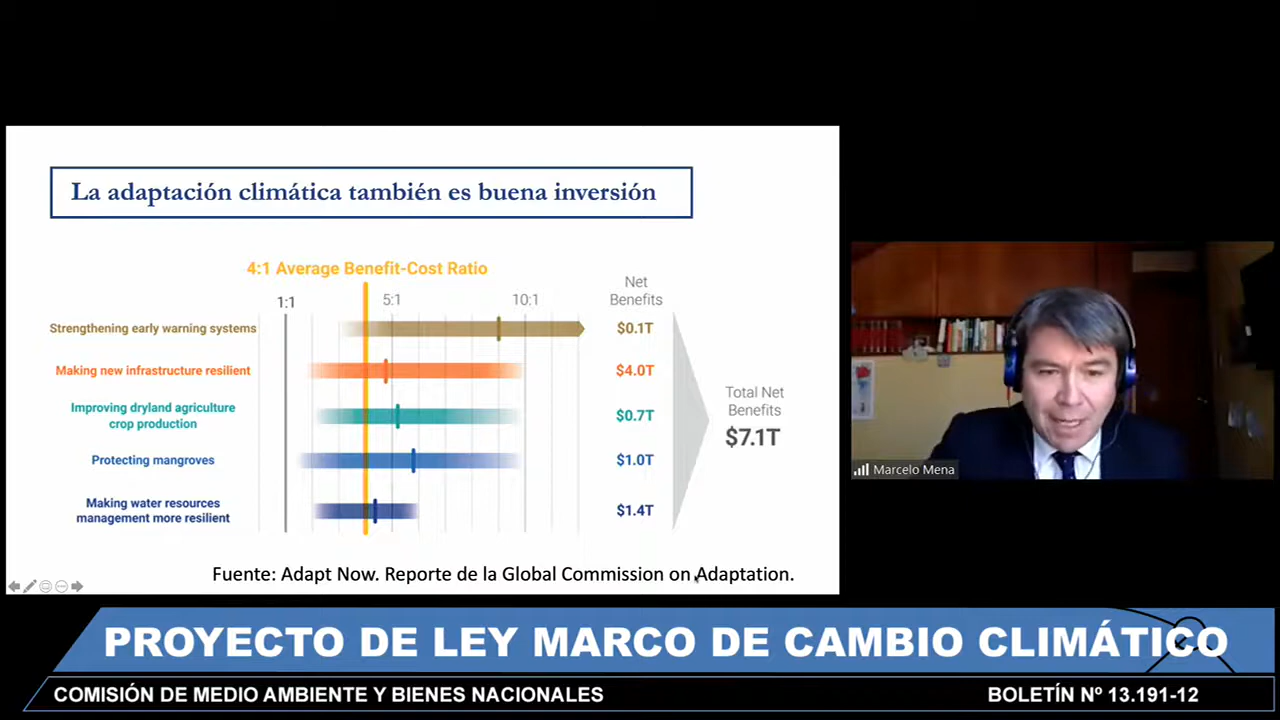 La adaptación climática también es buena inversión
4:1 Average Benefit-Cost Ratio
1:1
5:1
10:1
Net
Benefits
Strengthening early warning systems
$0.1T
Making new infrastructure resilient
$4.0T
Improving dryland agriculture
crop production
$0.7T
Protecting mangroves
$1.0T
Making water resources
management more resilient
$1.4T
Total Net
Benefits
$7.1T
Fuente: Adapt Now. Reporte de la Global Commission on Adaptation.
Marcelo Mena
PROYECTO DE LEY MARCO DE CAMBIO CLIMÁTICO
COMISIÓN DE MEDIO AMBIENTE Y BIENES NACIONALES
BOLETÍN Nº 13.191-12